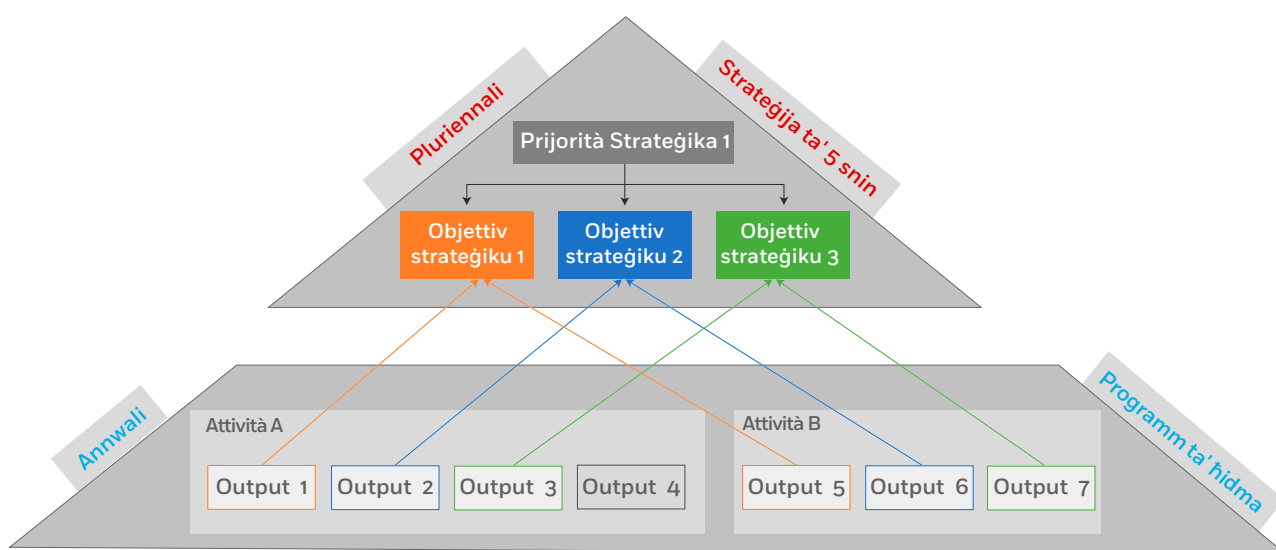 Pluriennali
Strateġija ta' 5 snin
Prijorità Strateġika 1
Objettiv
strateġiku 1
Objettiv
strateġiku 2
Objettiv
strateġiku 3
Annwali
Programm ta' ħidma
Attività A
Attività B
Output 1
Output 2
Output 3
Output 4
Output 5
Output 6
Output 7